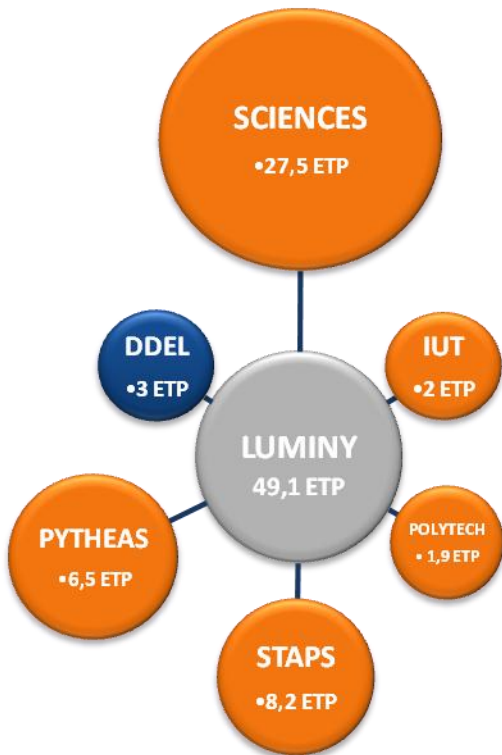 SCIENCES
•27,5 ETP
DDEL
•3 ETP
IUT
•2 ETP
LUMINY
49,1 ETP
PYTHEAS
•6,5 ETP
POLYTECH
• 1,9 ETP
STAPS
•8,2 ETP